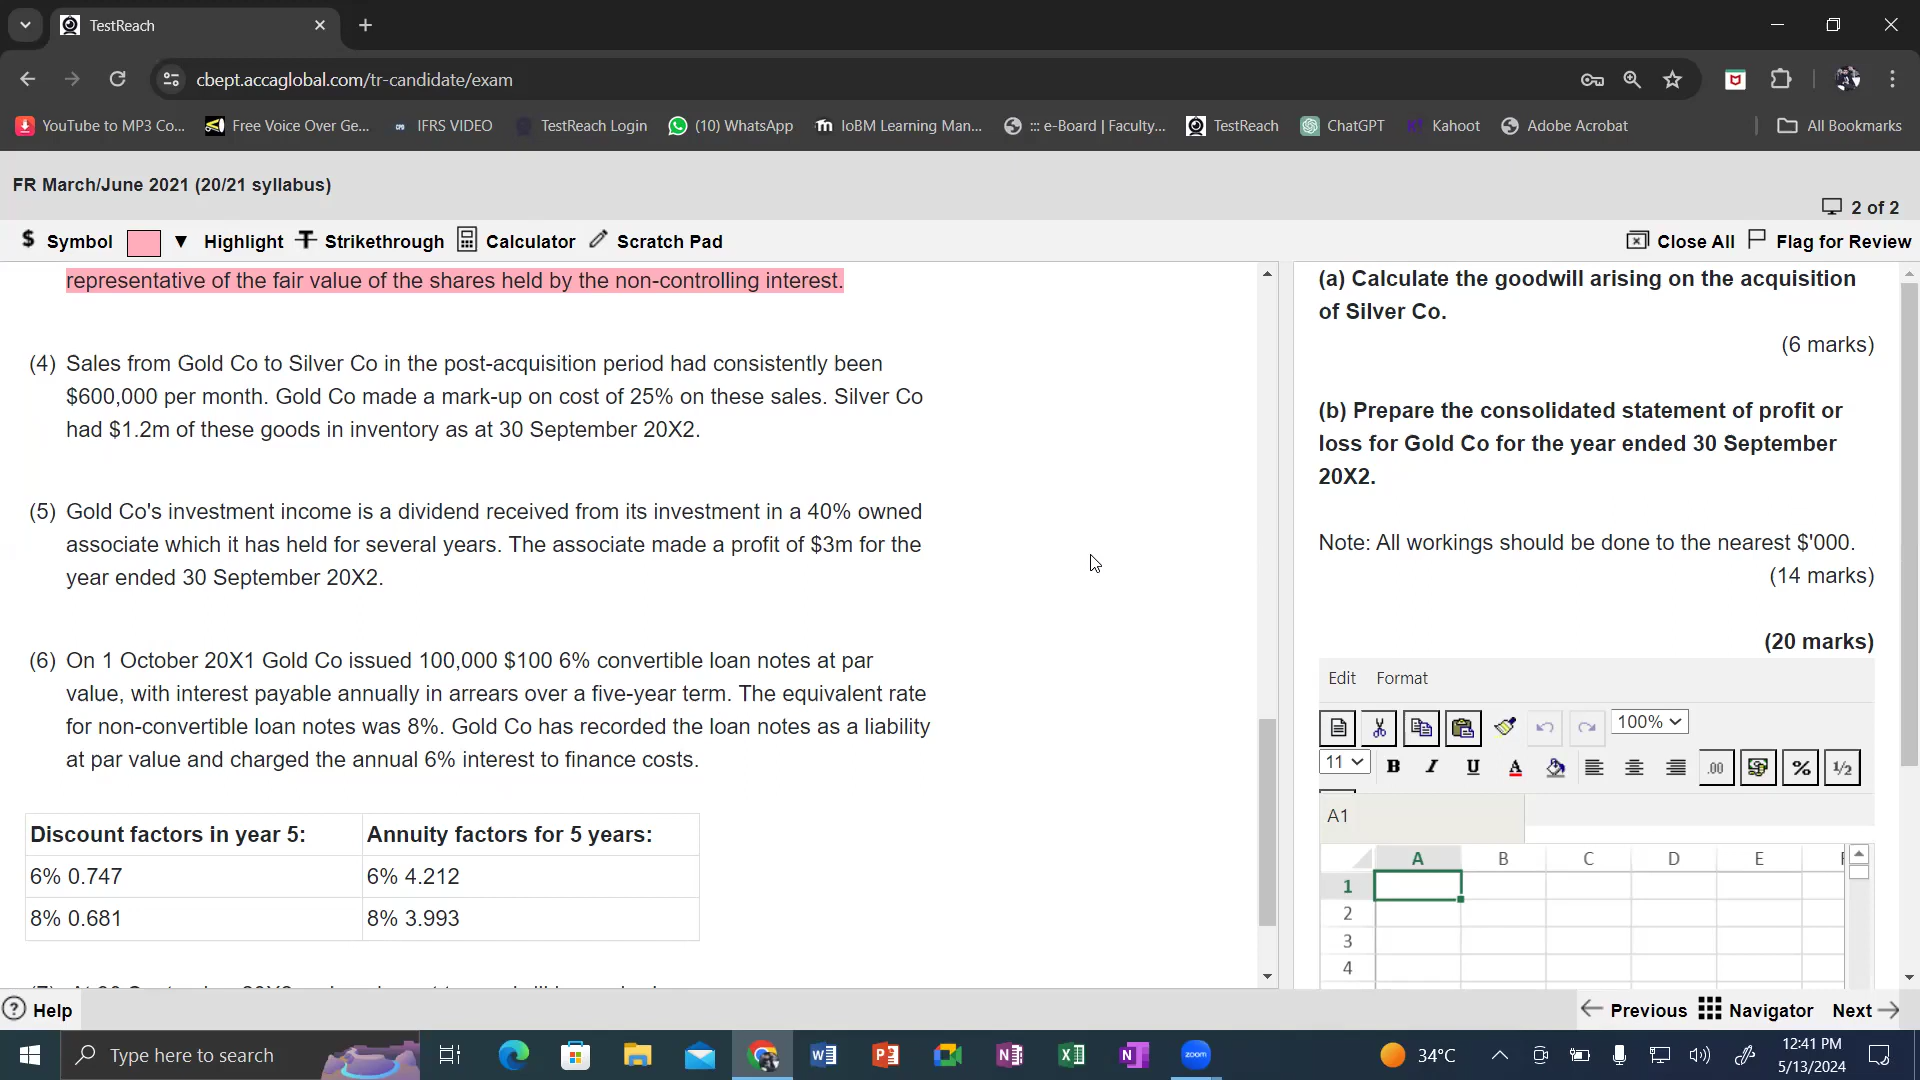 TestReach
cbept.accaglobal.com/tr-candidate/exam
YouTube to MP3 Co... Free Voice Over Ge... IFRS VIDEO TestReach Login (10) WhatsApp IoBM Learning Man... ::: e-Board | Faculty... TestReach ChatGPT Kahoot Adobe Acrobat All Bookmarks
FR March/June 2021 (20/21 syllabus)
2 of 2
$ Symbol ▼ Highlight Strikethrough Calculator Scratch Pad Close All Flag for Review
representative of the fair value of the shares held by the non-controlling interest.
(4) Sales from Gold Co to Silver Co in the post-acquisition period had consistently been
$600,000 per month. Gold Co made a mark-up on cost of 25% on these sales. Silver Co
had $1.2m of these goods in inventory as at 30 September 20X2.
(5) Gold Co's investment income is a dividend received from its investment in a 40% owned
associate which it has held for several years. The associate made a profit of $3m for the
year ended 30 September 20X2.
(6) On 1 October 20X1 Gold Co issued 100,000 $100 6% convertible loan notes at par
value, with interest payable annually in arrears over a five-year term. The equivalent rate
for non-convertible loan notes was 8%. Gold Co has recorded the loan notes as a liability
at par value and charged the annual 6% interest to finance costs.
Discount factors in year 5: Annuity factors for 5 years:
6% 0.747 6% 4.212
8% 0.681 8% 3.993
(a) Calculate the goodwill arising on the acquisition
of Silver Co.
(6 marks)
(b) Prepare the consolidated statement of profit or
loss for Gold Co for the year ended 30 September
20X2.
Note: All workings should be done to the nearest $'000.
(14 marks)
(20 marks)
Edit Format
100%
11 B I U A .00 % 1/2
A1
A B C D E
1
2
3
4
? Help
Previous Navigator Next
Type here to search
zoom
34°C
12:41 PM
5/13/2024